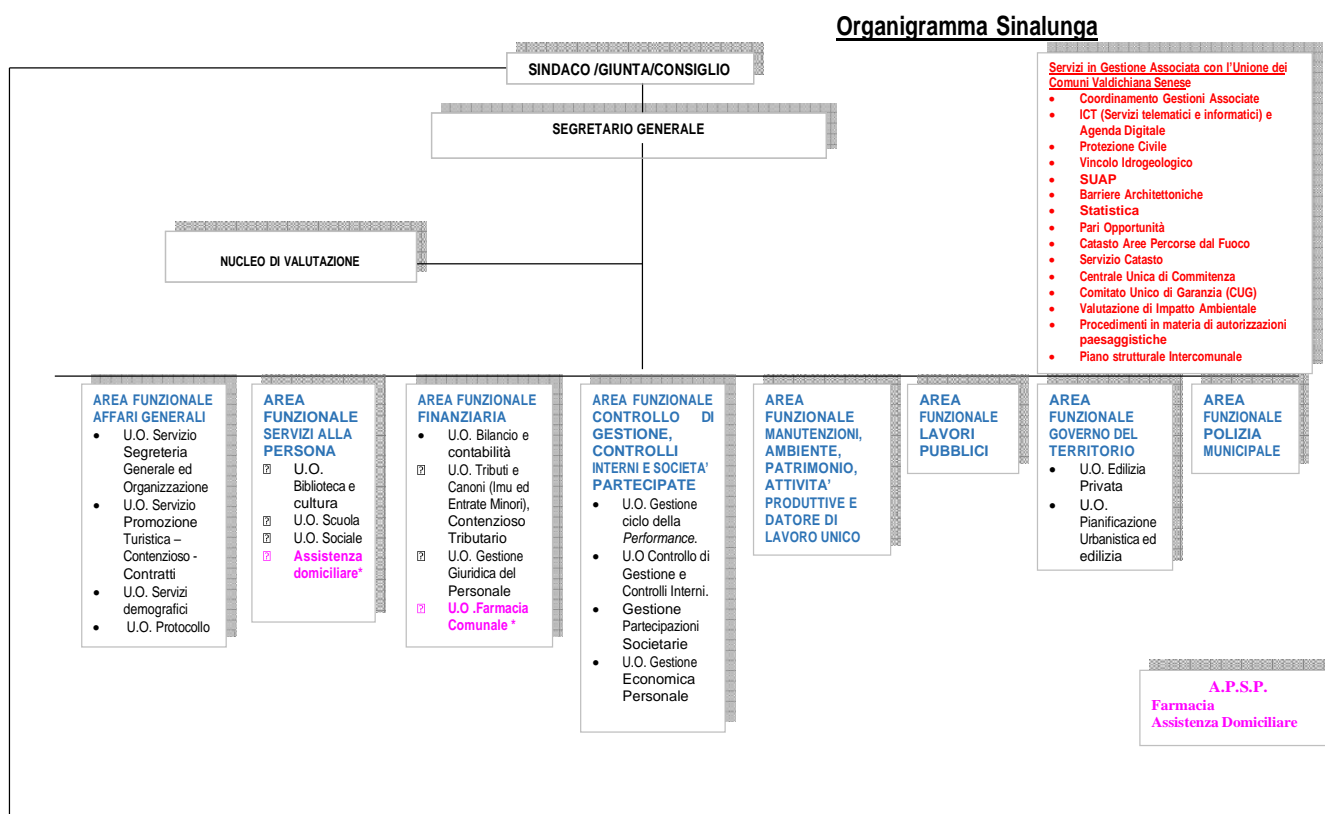 Organigramma Sinalunga
SINDACO /GIUNTA/CONSIGLIO
SEGRETARIO GENERALE
NUCLEO DI VALUTAZIONE
Servizi in Gestione Associata con l'Unione dei
Comuni Valdichiana Senese
• Coordinamento Gestioni Associate
• ICT (Servizi telematici e informatici) e
Agenda Digitale
• Protezione Civile
• Vincolo Idrogeologico
• SUAP
• Barriere Architettoniche
• Statistica
• Pari Opportunità
• Catasto Aree Percorse dal Fuoco
• Servizio Catasto
• Centrale Unica di Commitenza
• Comitato Unico di Garanzia (CUG)
• Valutazione di Impatto Ambientale
• Procedimenti in materia di autorizzazioni
paesaggistiche
• Piano strutturale Intercomunale
AREA FUNZIONALE
AFFARI GENERALI
• U.O. Servizio
Segreteria
Generale ed
Organizzazione
• U.O. Servizio
Promozione
Turistica –
Contenzioso -
Contratti
• U.O. Servizi
demografici
• U.O. Protocollo
AREA
FUNZIONALE
SERVIZI ALLA
PERSONA
U.O.
Biblioteca e
cultura
U.O. Scuola
U.O. Sociale
Assistenza
domiciliare*
AREA FUNZIONALE
FINANZIARIA
• U.O. Bilancio e
contabilità
U.O. Tributi e
Canoni (Imu ed
Entrate Minori),
Contenzioso
Tributario
U.O. Gestione
Giuridica del
Personale
U.O .Farmacia
Comunale *
AREA FUNZIONALE
CONTROLLO DI
GESTIONE,
CONTROLLI
INTERNI E SOCIETA'
PARTECIPATE
• U.O. Gestione
ciclo della
Performance.
• U.O Controllo di
Gestione e
Controlli Interni.
• Gestione
Partecipazioni
Societarie
• U.O. Gestione
Economica
Personale
AREA
FUNZIONALE
MANUTENZIONI,
AMBIENTE,
PATRIMONIO,
ATTIVITA'
PRODUTTIVE E
DATORE DI
LAVORO UNICO
AREA
FUNZIONALE
LAVORI
PUBBLICI
AREA
FUNZIONALE
GOVERNO DEL
TERRITORIO
• U.O. Edilizia
Privata
• U.O.
Pianificazione
Urbanistica ed
edilizia
AREA
FUNZIONALE
POLIZIA
MUNICIPALE
A.P.S.P.
Farmacia
Assistenza Domiciliare